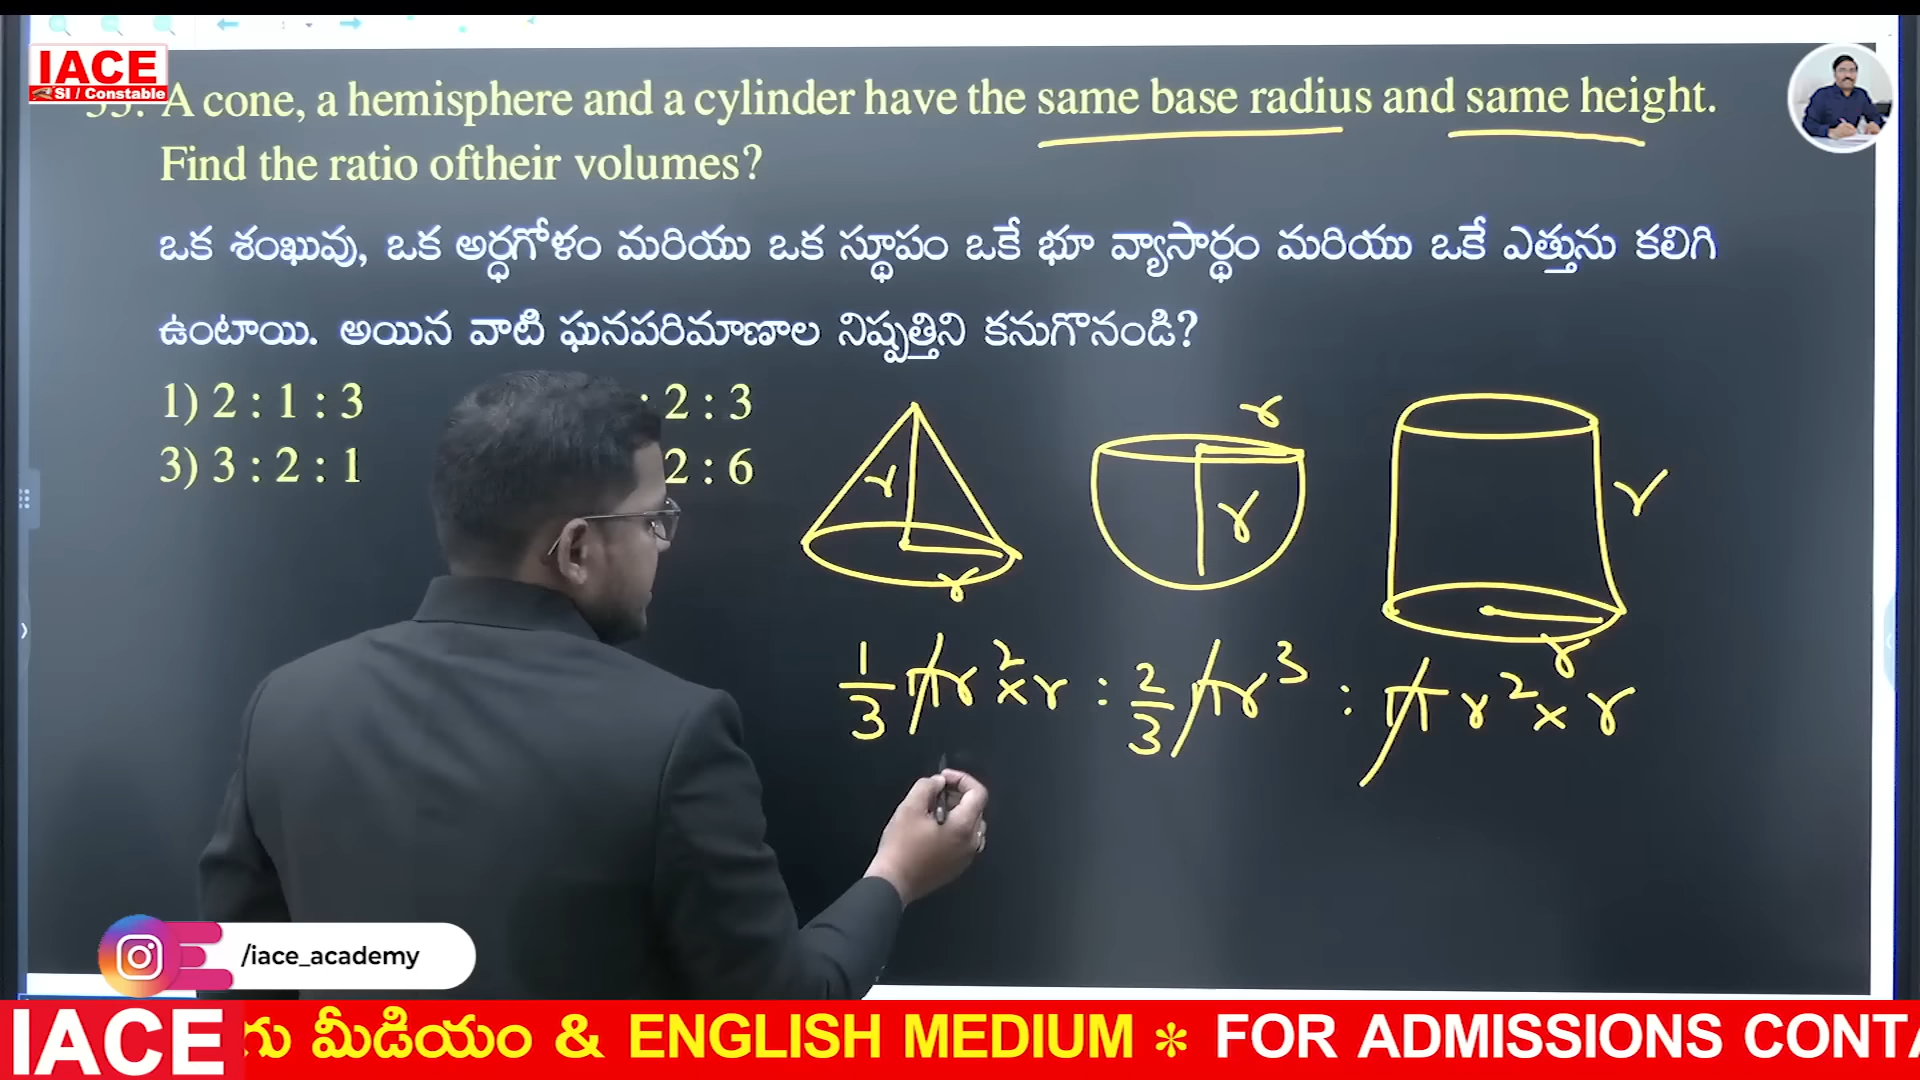 IACE
SI / Constable
A cone, a hemisphere and a cylinder have the same base radius and same height.
Find the ratio oftheir volumes?
ఒక శంఖువు, ఒక అర్ధగోళం మరియు ఒక స్థూపం ఒకే భూ వ్యాసార్థం మరియు ఒకే ఎత్తును కలిగి
ఉంటాయి. అయిన వాటి ఘనపరిమాణాల నిష్పత్తిని కనుగొనండి?
1) 2 : 1 : 3
: 2 : 3
3) 3 : 2 : 1
2 : 6
r r
r r
r r
1/3 πr² × r : 2/3 πr³ : πr² × r
/iace_academy
IACE గు మీడియం & ENGLISH MEDIUM * FOR ADMISSIONS CONTA